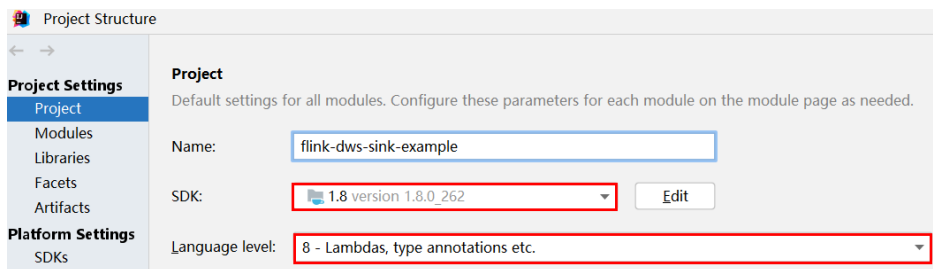 Project Structure
Project Settings
Project
Modules
Libraries
Facets
Artifacts
Platform Settings
SDKs
Project
Default settings for all modules. Configure these parameters for each module on the module page as needed.
Name: flink-dws-sink-example
SDK: 1.8 version 1.8.0_262 Edit
Language level: 8 - Lambdas, type annotations etc.